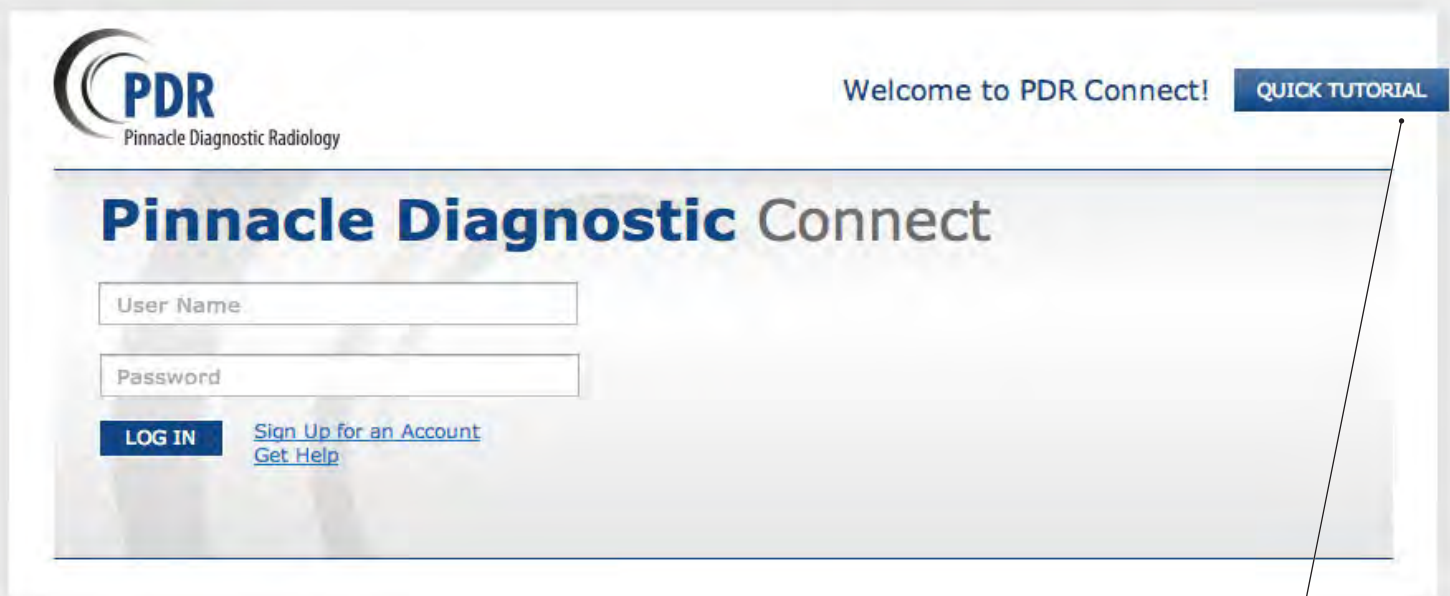 PDR
Pinnacle Diagnostic Radiology
Welcome to PDR Connect!
QUICK TUTORIAL
Pinnacle Diagnostic Connect
User Name
Password
LOG IN
Sign Up for an Account
Get Help